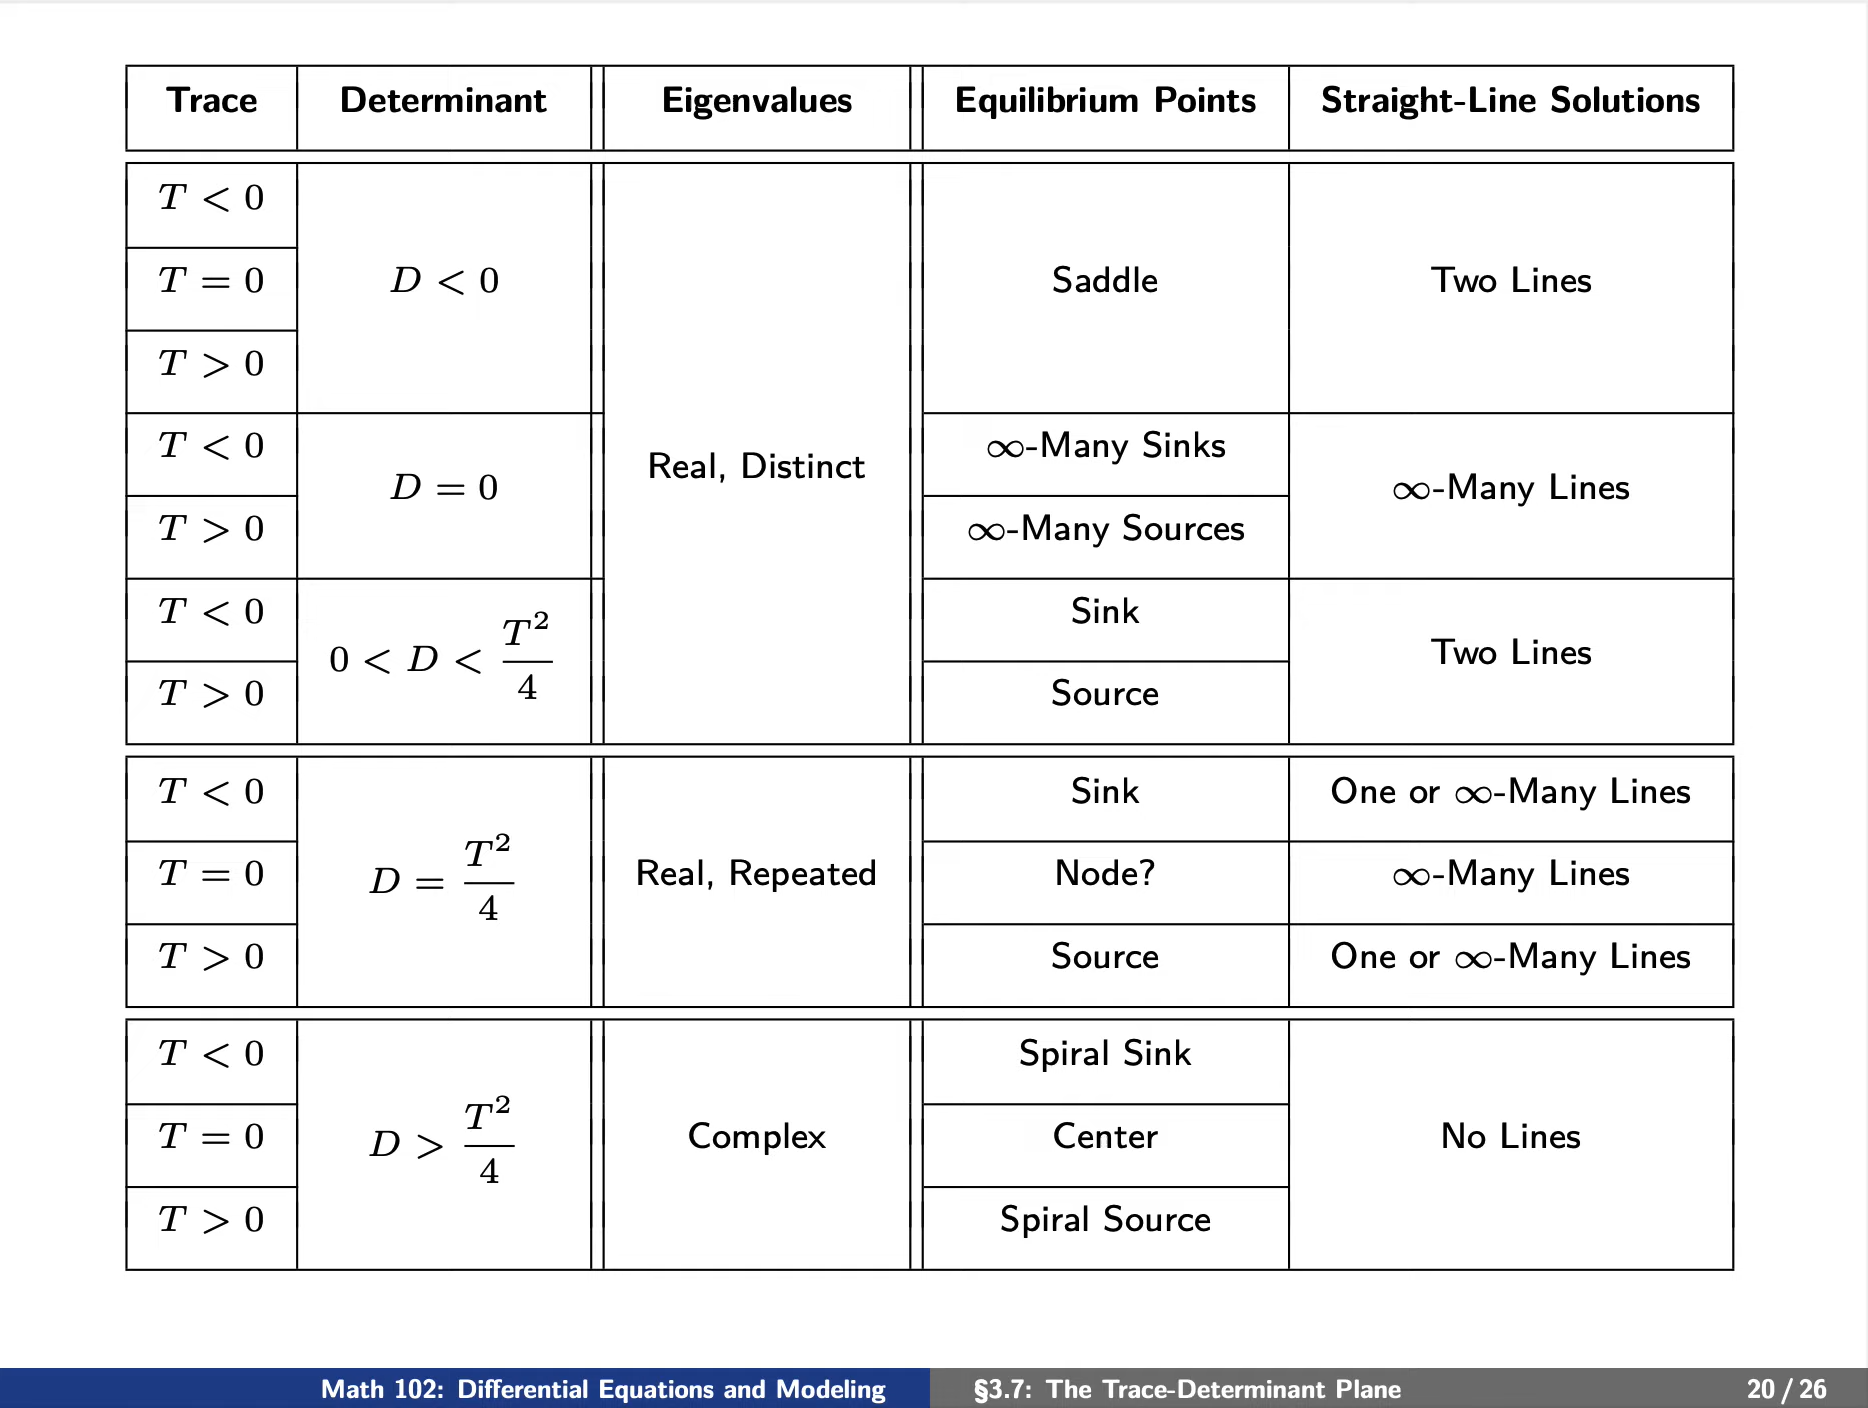 Trace Determinant Eigenvalues Equilibrium Points Straight-Line Solutions
T < 0
T = 0 D < 0 Saddle Two Lines
T > 0
T < 0 ∞-Many Sinks
Real, Distinct
D = 0 ∞-Many Lines
T > 0 ∞-Many Sources
T < 0 Sink
0 < D < T²/4 Two Lines
T > 0 Source
T < 0 Sink One or ∞-Many Lines
T = 0 D = T²/4 Real, Repeated Node? ∞-Many Lines
T > 0 Source One or ∞-Many Lines
T < 0 Spiral Sink
T = 0 D > T²/4 Complex Center No Lines
T > 0 Spiral Source
Math 102: Differential Equations and Modeling §3.7: The Trace-Determinant Plane 20 / 26